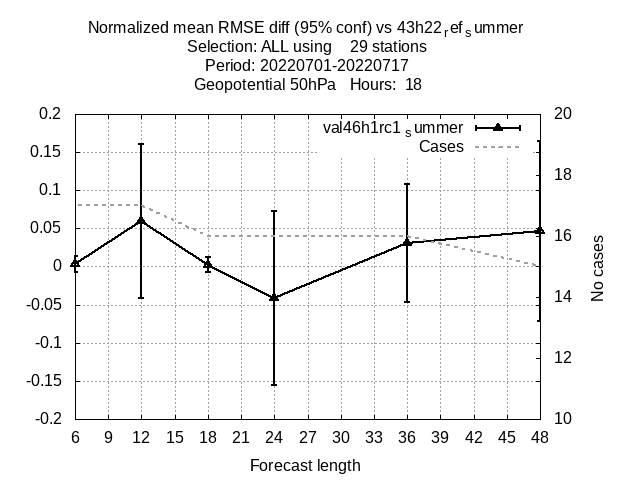 Normalized mean RMSE diff (95% conf) vs 43h22refsummer
Selection: ALL using 29 stations
Period: 20220701-20220717
Geopotential 50hPa Hours: 18
val46h1rc1summer
Cases
0.2
0.15
0.1
0.05
0
-0.05
-0.1
-0.15
-0.2
20
18
16
14
12
10
No cases
6 9 12 15 18 21 24 27 30 33 36 39 42 45 48
Forecast length